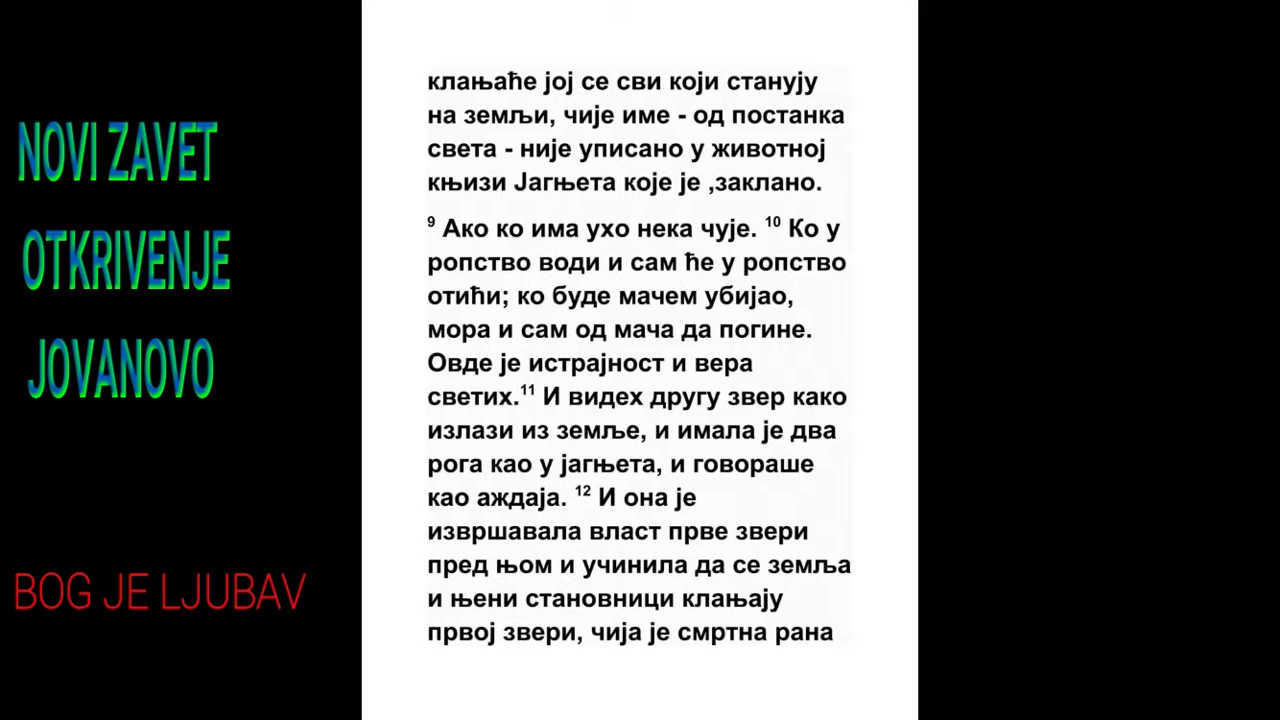 NOVI ZAVET
OTKRIVENJE
JOVANOVO
BOG JE LJUBAV
клањаће јој се сви који станују
на земљи, чије име - од постанка
света - није уписано у животној
књизи Јагњета које је ,заклано.
9 Ако ко има ухо нека чује. 10 Ко у
ропство води и сам ће у ропство
отићи; ко буде мачем убијао,
мора и сам од мача да погине.
Овде је истрајност и вера
светих.11 И видех другу звер како
излази из земље, и имала је два
рога као у јагњета, и говораше
као аждаја. 12 И она је
извршавала власт прве звери
пред њом и учинила да се земља
и њени становници клањају
првој звери, чија је смртна рана